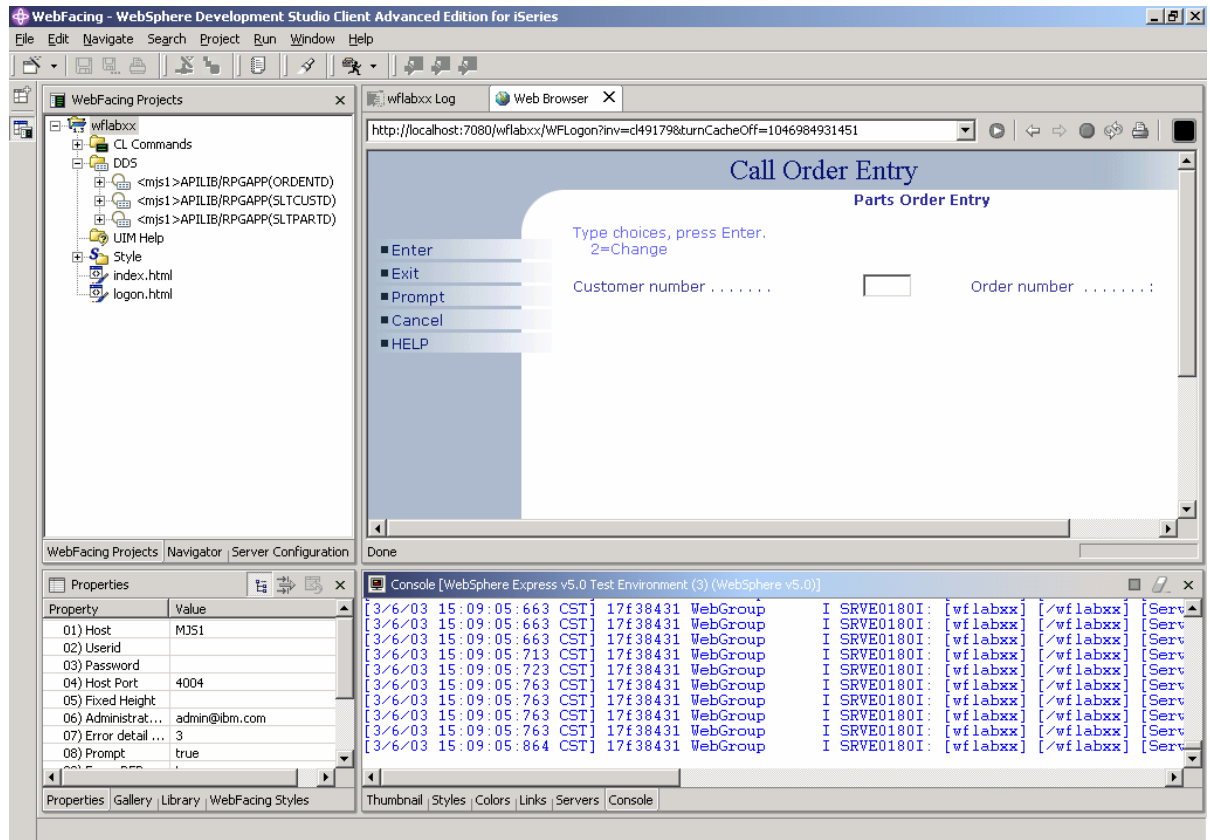 WebFacing - WebSphere Development Studio Client Advanced Edition for iSeries
File Edit Navigate Search Project Run Window Help
WebFacing Projects
wflabxx
CL Commands
DDS
<mjs1>APILIB/RPGAPP(ORDENTD)
<mjs1>APILIB/RPGAPP(SLTCUSTD)
<mjs1>APILIB/RPGAPP(SLTPARTD)
UIM Help
Style
index.html
logon.html
WebFacing Projects Navigator Server Configuration
wflabxx Log Web Browser
http://localhost:7080/wflabxx/WFLogon?inv=cl49179&turnCacheOff=1046984931451
Call Order Entry
Parts Order Entry
Type choices, press Enter.
2=Change
Enter
Exit
Prompt
Cancel
HELP
Customer number . . . . . . . Order number . . . . . . . :
Done
Properties
Property Value
01) Host MJS1
02) Userid
03) Password
04) Host Port 4004
05) Fixed Height
06) Administrat... admin@ibm.com
07) Error detail ... 3
08) Prompt true
Properties Gallery Library WebFacing Styles
Console [WebSphere Express v5.0 Test Environment (3) (WebSphere v5.0)]
[3/6/03 15:09:05:663 CST] 17f38431 WebGroup I SRVE0180I: [wflabxx] [/wflabxx] [Serv
[3/6/03 15:09:05:663 CST] 17f38431 WebGroup I SRVE0180I: [wflabxx] [/wflabxx] [Serv
[3/6/03 15:09:05:663 CST] 17f38431 WebGroup I SRVE0180I: [wflabxx] [/wflabxx] [Serv
[3/6/03 15:09:05:713 CST] 17f38431 WebGroup I SRVE0180I: [wflabxx] [/wflabxx] [Serv
[3/6/03 15:09:05:723 CST] 17f38431 WebGroup I SRVE0180I: [wflabxx] [/wflabxx] [Serv
[3/6/03 15:09:05:763 CST] 17f38431 WebGroup I SRVE0180I: [wflabxx] [/wflabxx] [Serv
[3/6/03 15:09:05:763 CST] 17f38431 WebGroup I SRVE0180I: [wflabxx] [/wflabxx] [Serv
[3/6/03 15:09:05:763 CST] 17f38431 WebGroup I SRVE0180I: [wflabxx] [/wflabxx] [Serv
[3/6/03 15:09:05:763 CST] 17f38431 WebGroup I SRVE0180I: [wflabxx] [/wflabxx] [Serv
[3/6/03 15:09:05:864 CST] 17f38431 WebGroup I SRVE0180I: [wflabxx] [/wflabxx] [Serv
Thumbnail Styles Colors Links Servers Console